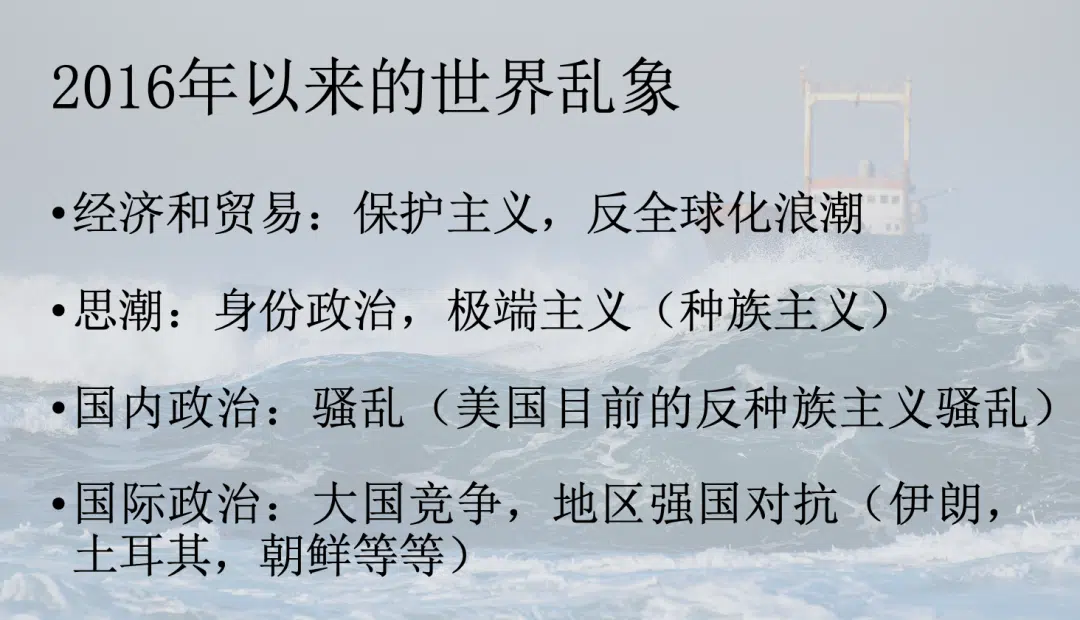 2016年以来的世界乱象
•经济和贸易：保护主义，反全球化浪潮
•思潮：身份政治，极端主义（种族主义）
•国内政治：骚乱（美国目前的反种族主义骚乱）
•国际政治：大国竞争，地区强国对抗（伊朗，
土耳其，朝鲜等等）